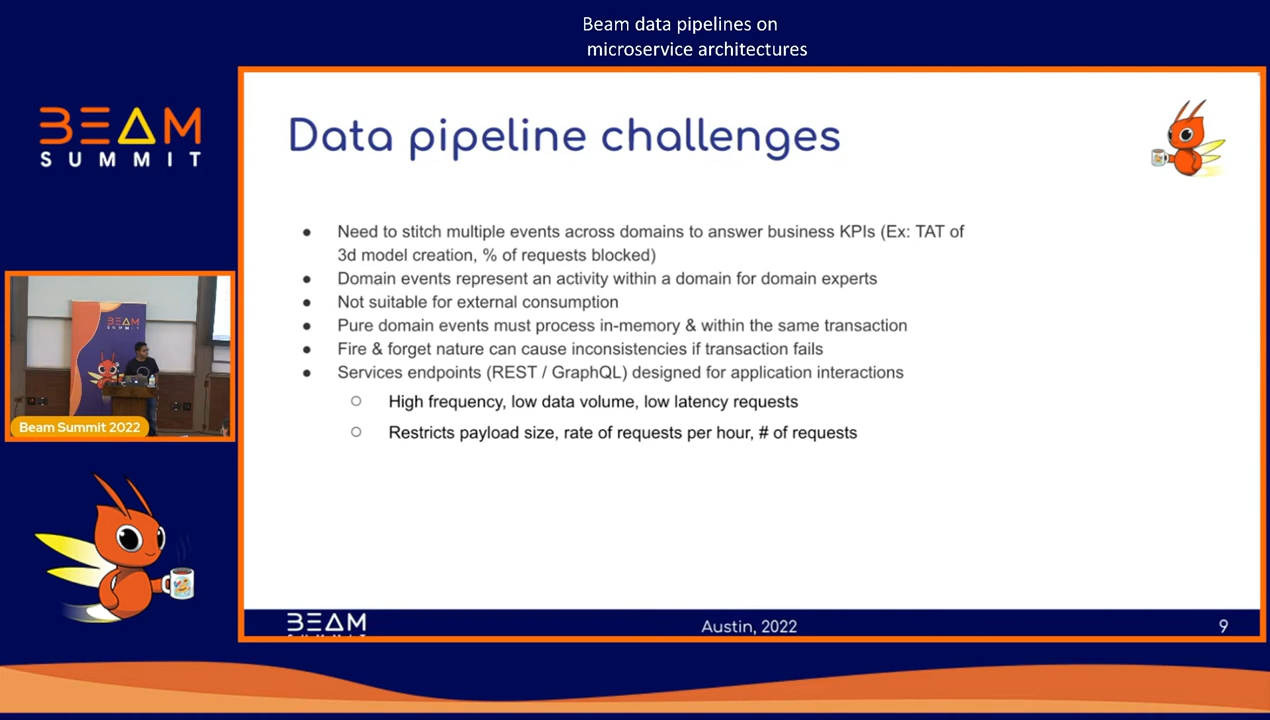 Beam data pipelines on
microservice architectures
BEAM
SUMMIT
Data pipeline challenges
● Need to stitch multiple events across domains to answer business KPIs (Ex: TAT of
3d model creation, % of requests blocked)
● Domain events represent an activity within a domain for domain experts
● Not suitable for external consumption
● Pure domain events must process in-memory & within the same transaction
● Fire & forget nature can cause inconsistencies if transaction fails
● Services endpoints (REST / GraphQL) designed for application interactions
○ High frequency, low data volume, low latency requests
○ Restricts payload size, rate of requests per hour, # of requests
BEAM
SUMMIT
Beam Summit 2022
BEAM
Austin, 2022
9